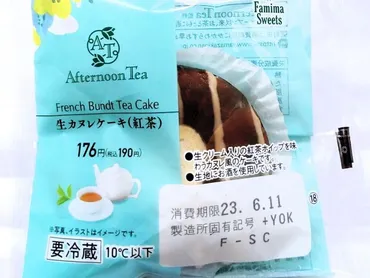 Famima
Sweets
A&T
Afternoon Tea
French Bundt Tea Cake
生カヌレケーキ(紅茶)
176円(税込190円)
●生クリーム入りの紅茶ホイップを味
わうカヌレ風のケーキです。
●生地にお酒を使用しています。
※写真、イラストはイメージです。
要冷蔵 10℃以下
消費期限23. 6.11
製造所固有記号 +YOK
F-SC
18